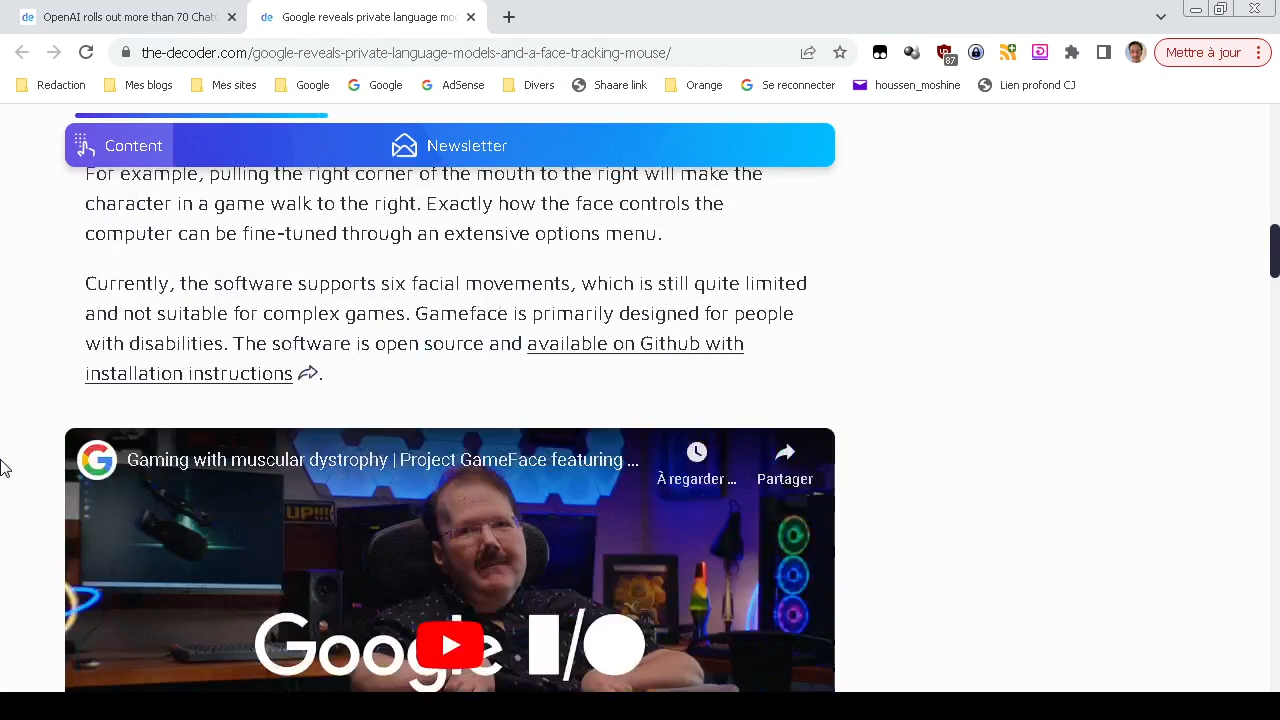 OpenAI rolls out more than 70 Chat
Google reveals private language mo
the-decoder.com/google-reveals-private-language-models-and-a-face-tracking-mouse/
87
Mettre à jour
Redaction
Mes blogs
Mes sites
Google
Google
AdSense
Divers
Shaare link
Orange
Se reconnecter
houssen_moshine
Lien profond CJ
Content
Newsletter
For example, pulling the right corner of the mouth to the right will make the
character in a game walk to the right. Exactly how the face controls the
computer can be fine-tuned through an extensive options menu.
Currently, the software supports six facial movements, which is still quite limited
and not suitable for complex games. Gameface is primarily designed for people
with disabilities. The software is open source and available on Github with
installation instructions.
Gaming with muscular dystrophy | Project GameFace featuring ...
À regarder ...
Partager
UP!!!
Google I/O